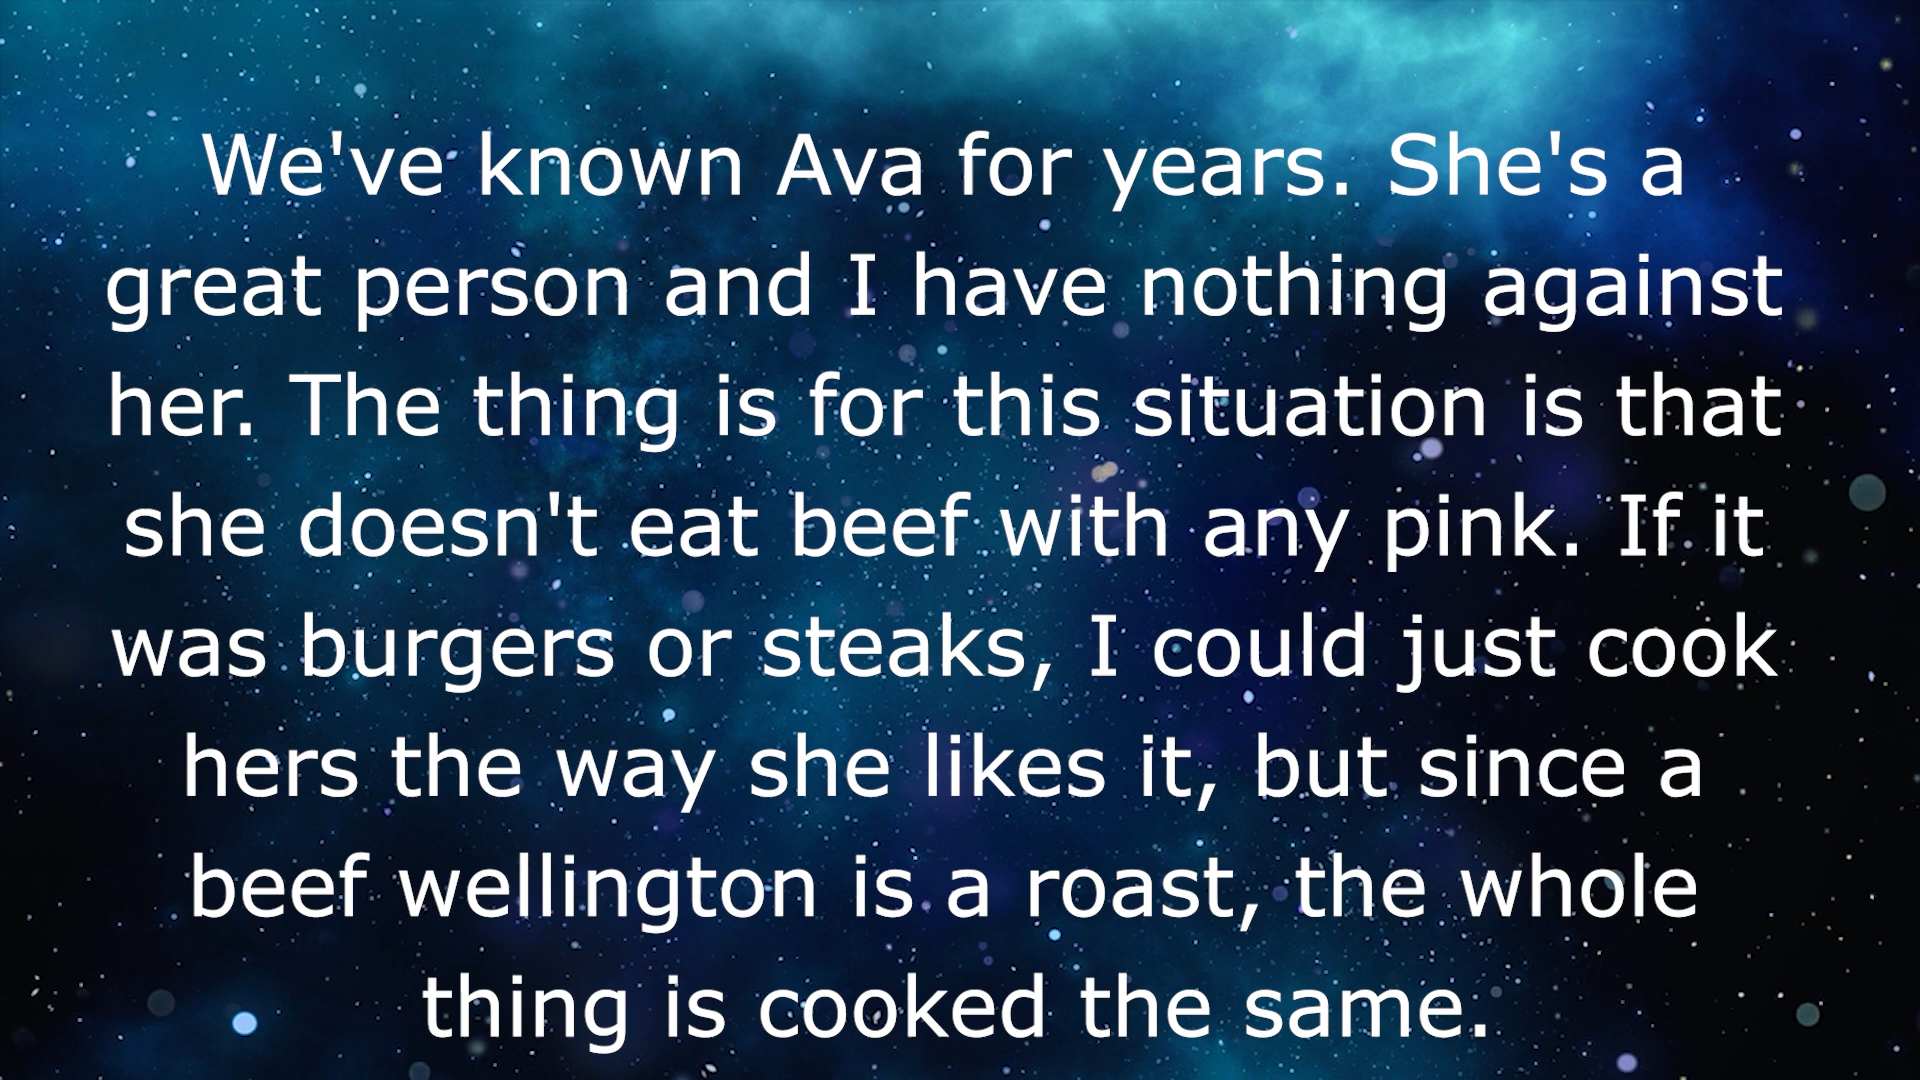 We've known Ava for years. She's a
great person and I have nothing against
her. The thing is for this situation is that
she doesn't eat beef with any pink. If it
was burgers or steaks, I could just cook
hers the way she likes it, but since a
beef wellington is a roast, the whole
thing is cooked the same.